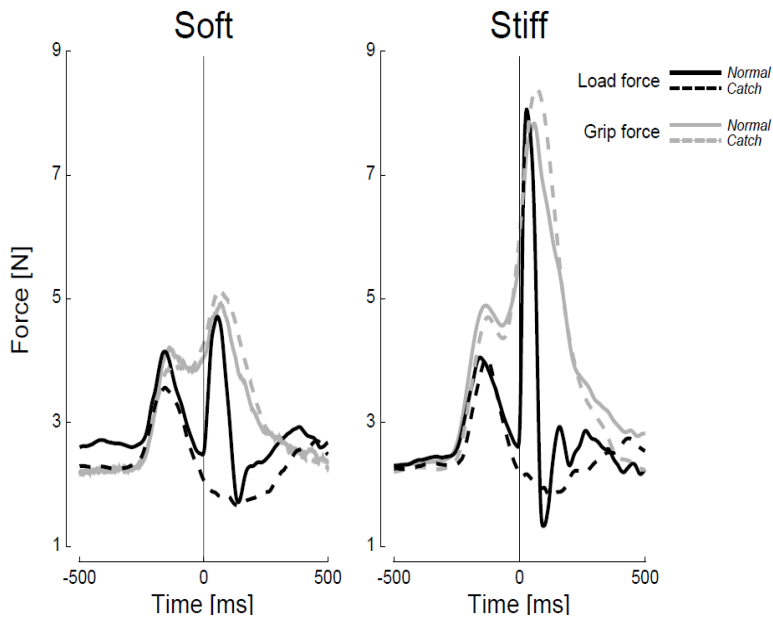 Soft
Stiff
9
7
5
3
1
Force [N]
-500
0
500
Time [ms]
9
7
5
3
1
-500
0
500
Time [ms]
Load force
Normal
Catch
Grip force
Normal
Catch